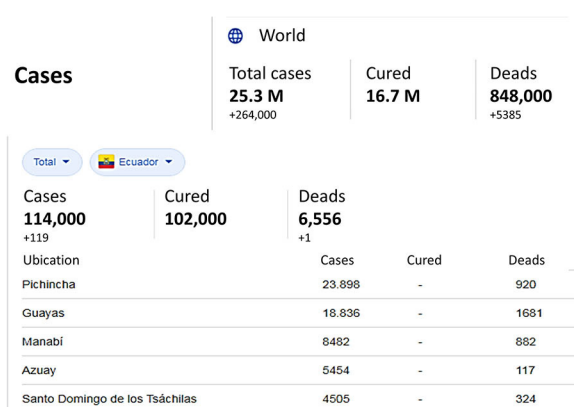 World
Cases
Total cases Cured Deads
25.3 M 16.7 M 848,000
+264,000 +5385
Total Ecuador
Cases Cured Deads
114,000 102,000 6,556
+119 +1
Ubication Cases Cured Deads
Pichincha 23.898 - 920
Guayas 18.836 - 1681
Manabí 8482 - 882
Azuay 5454 - 117
Santo Domingo de los Tsáchilas 4505 - 324